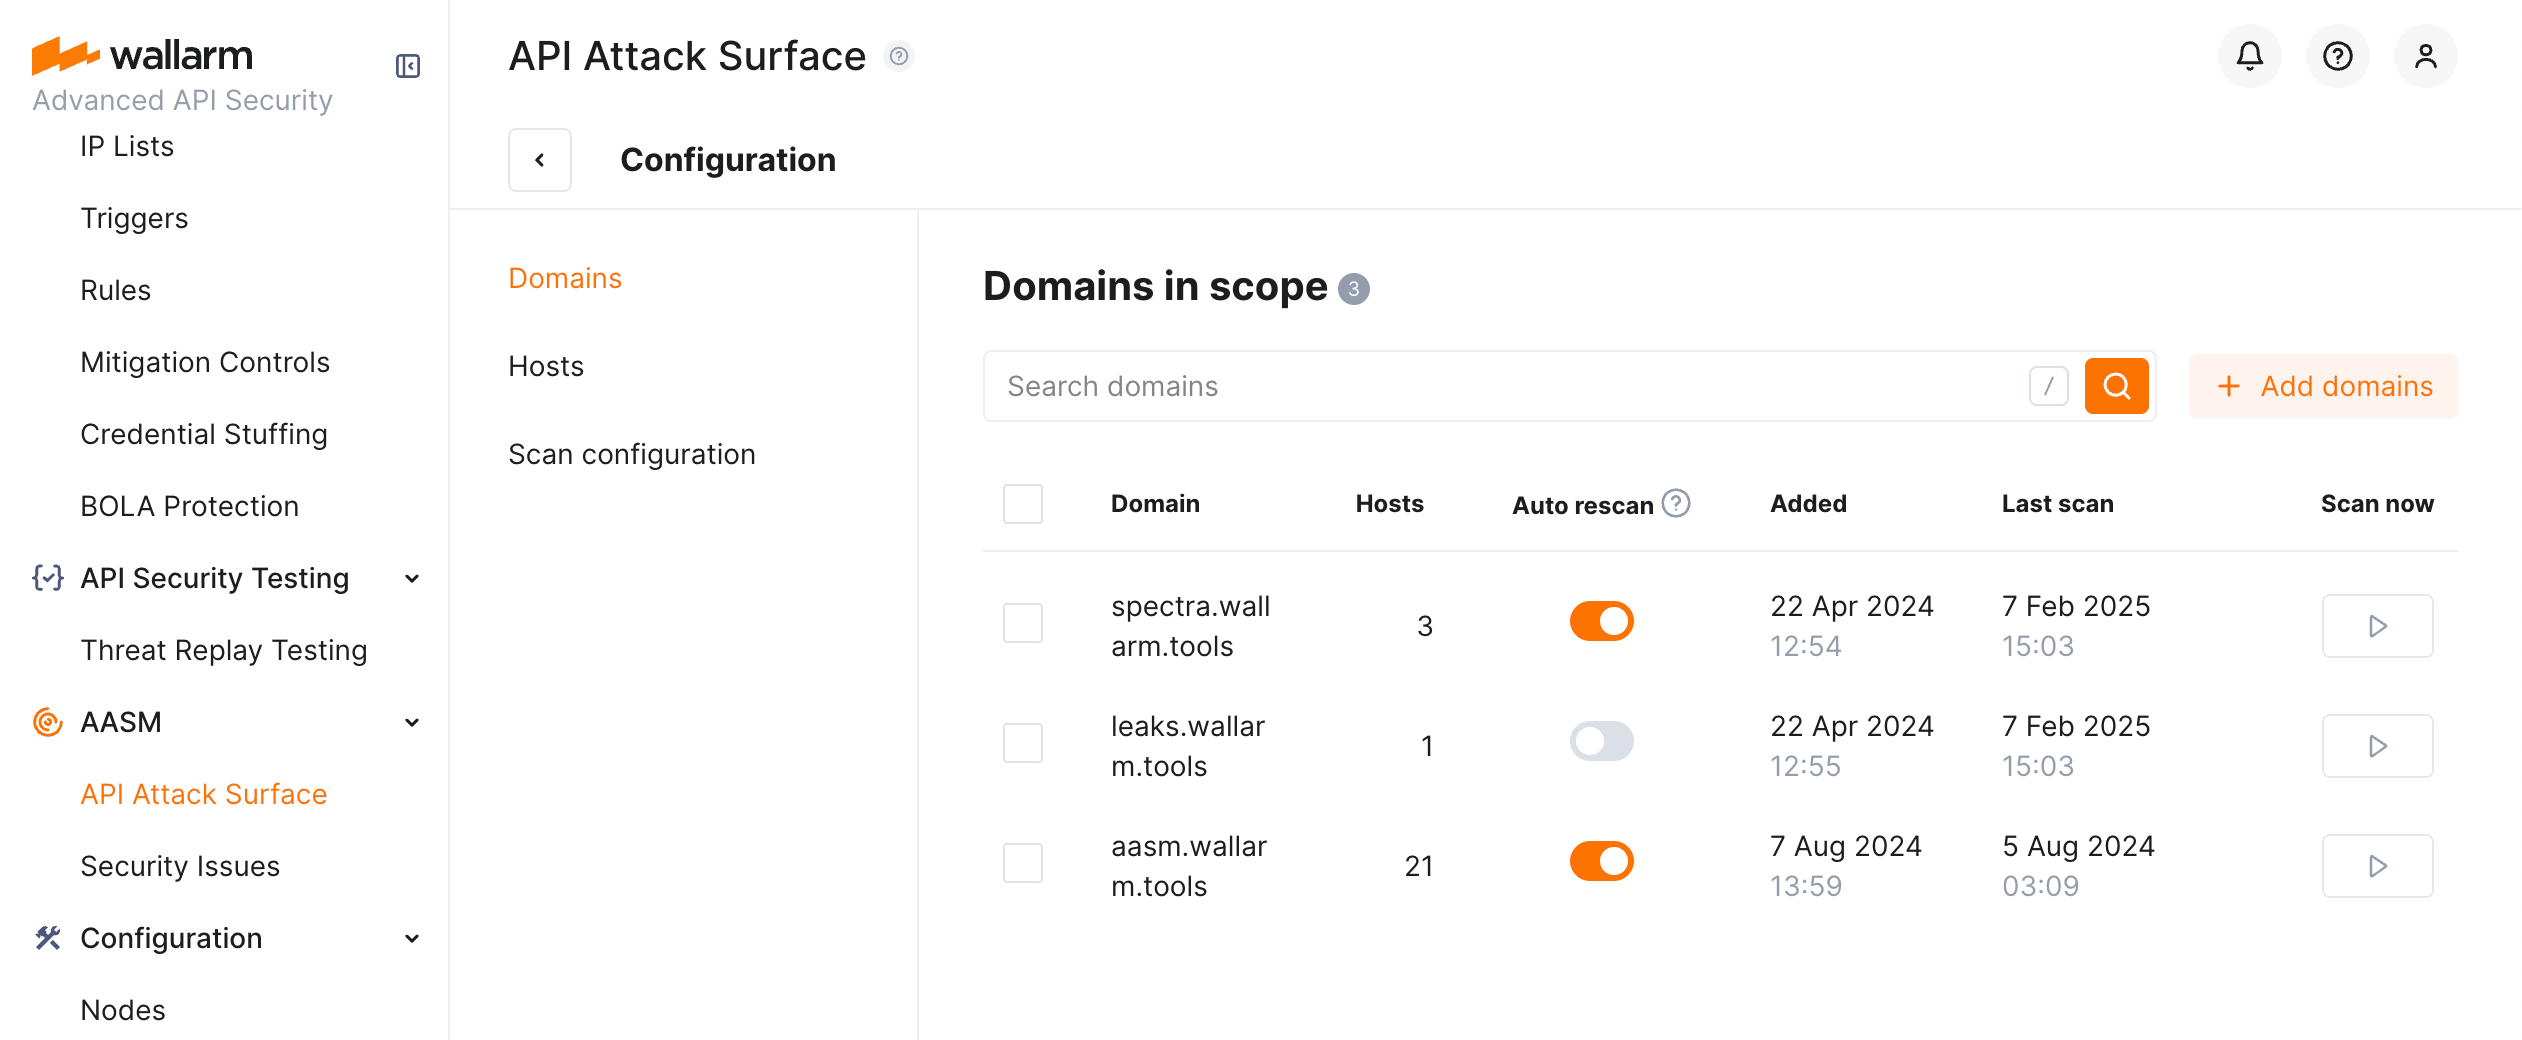 wallarm
Advanced API Security
IP Lists
Triggers
Rules
Mitigation Controls
Credential Stuffing
BOLA Protection
API Security Testing
Threat Replay Testing
AASM
API Attack Surface
Security Issues
Configuration
Nodes
API Attack Surface ?
?
Configuration
Domains
Hosts
Scan configuration
Domains in scope 3
Search domains /
+ Add domains
Domain Hosts Auto rescan ? Added Last scan Scan now
spectra.wall
arm.tools
3
22 Apr 2024
12:54
7 Feb 2025
15:03
leaks.wallar
m.tools
1
22 Apr 2024
12:55
7 Feb 2025
15:03
aasm.wallar
m.tools
21
7 Aug 2024
13:59
5 Aug 2024
03:09